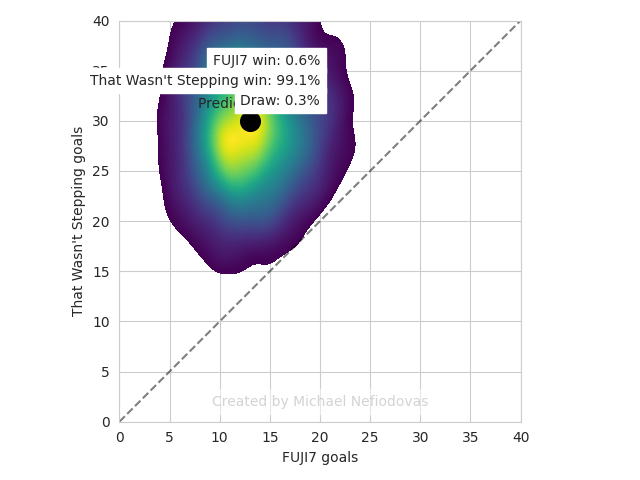 40
FUJI7 win: 0.6%
That Wasn't Stepping win: 99.1%
Draw: 0.3%
30
25
20
15
10
5
0
That Wasn't Stepping goals
Created by Michael Nefiodovas
0 5 10 15 20 25 30 35 40
FUJI7 goals